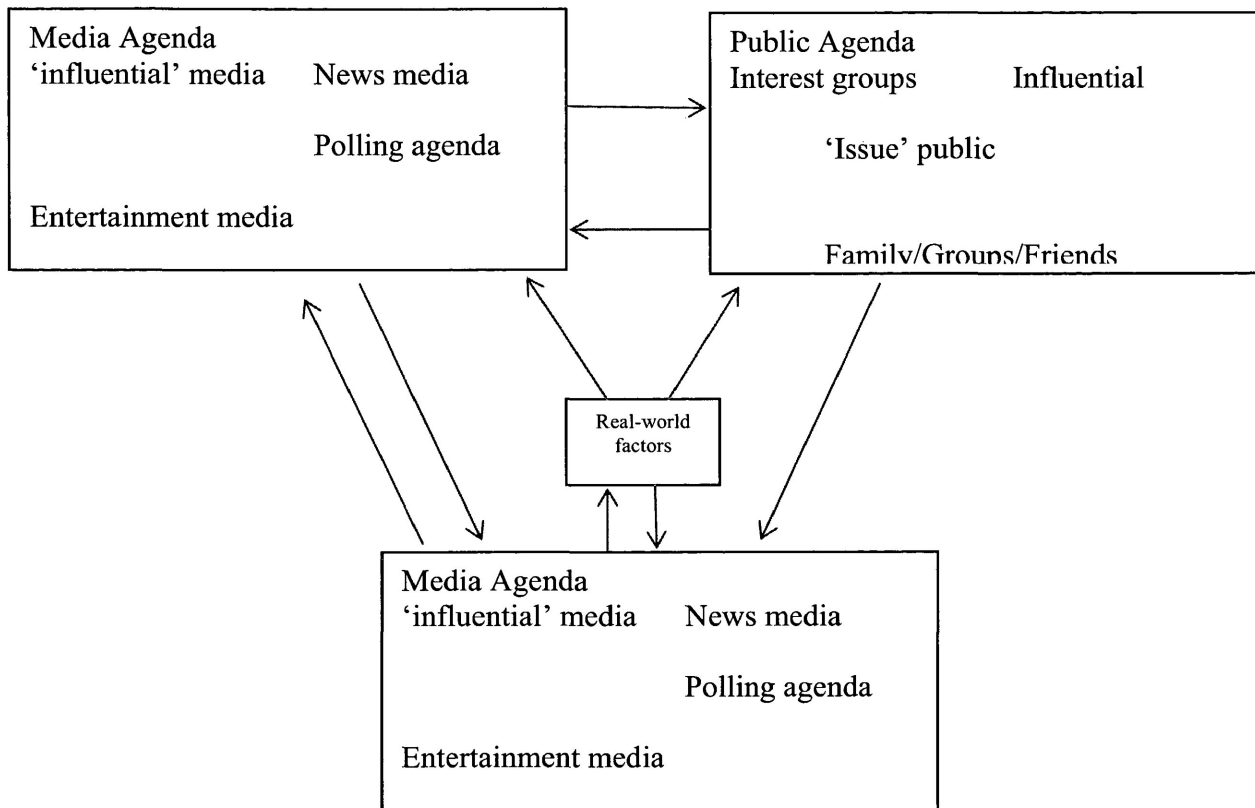 Media Agenda
‘influential’ media News media
Polling agenda
Entertainment media
Public Agenda
Interest groups Influential
‘Issue’ public
Family/Groups/Friends
Real-world
factors
Media Agenda
‘influential’ media News media
Polling agenda
Entertainment media